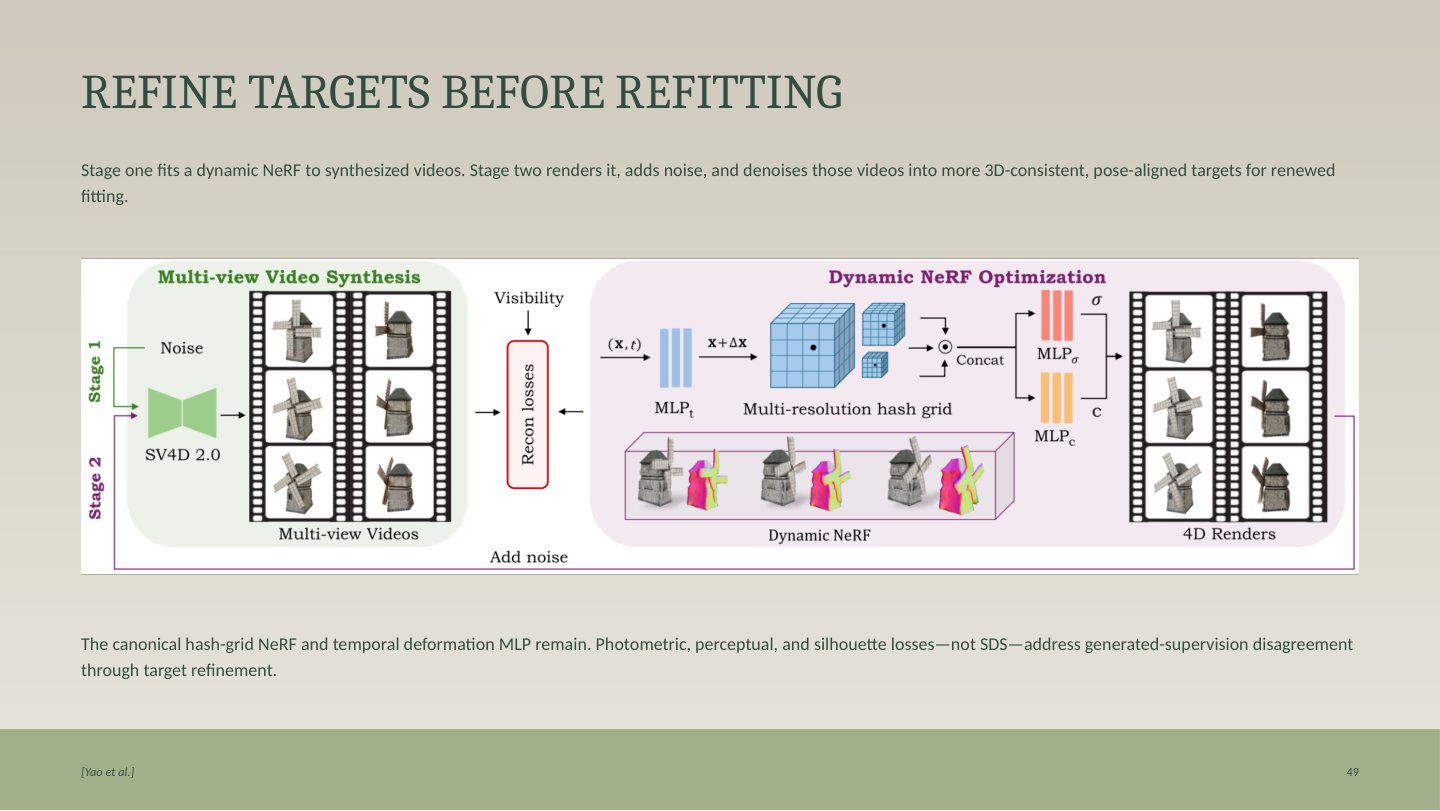 REFINE TARGETS BEFORE REFITTING
Stage one fits a dynamic NeRF to synthesized videos. Stage two renders it, adds noise, and denoises those videos into more 3D-consistent, pose-aligned targets for renewed
fitting.
Multi-view Video Synthesis
Stage 1
Noise
SV4D 2.0
Stage 2
Multi-view Videos
Visibility
Recon losses
Add noise
Dynamic NeRF Optimization
(x, t)
MLPt
x+Δx
Multi-resolution hash grid
Concat
MLPσ
σ
MLPc
c
Dynamic NeRF
4D Renders
The canonical hash-grid NeRF and temporal deformation MLP remain. Photometric, perceptual, and silhouette losses—not SDS—address generated-supervision disagreement
through target refinement.
[Yao et al.]
49